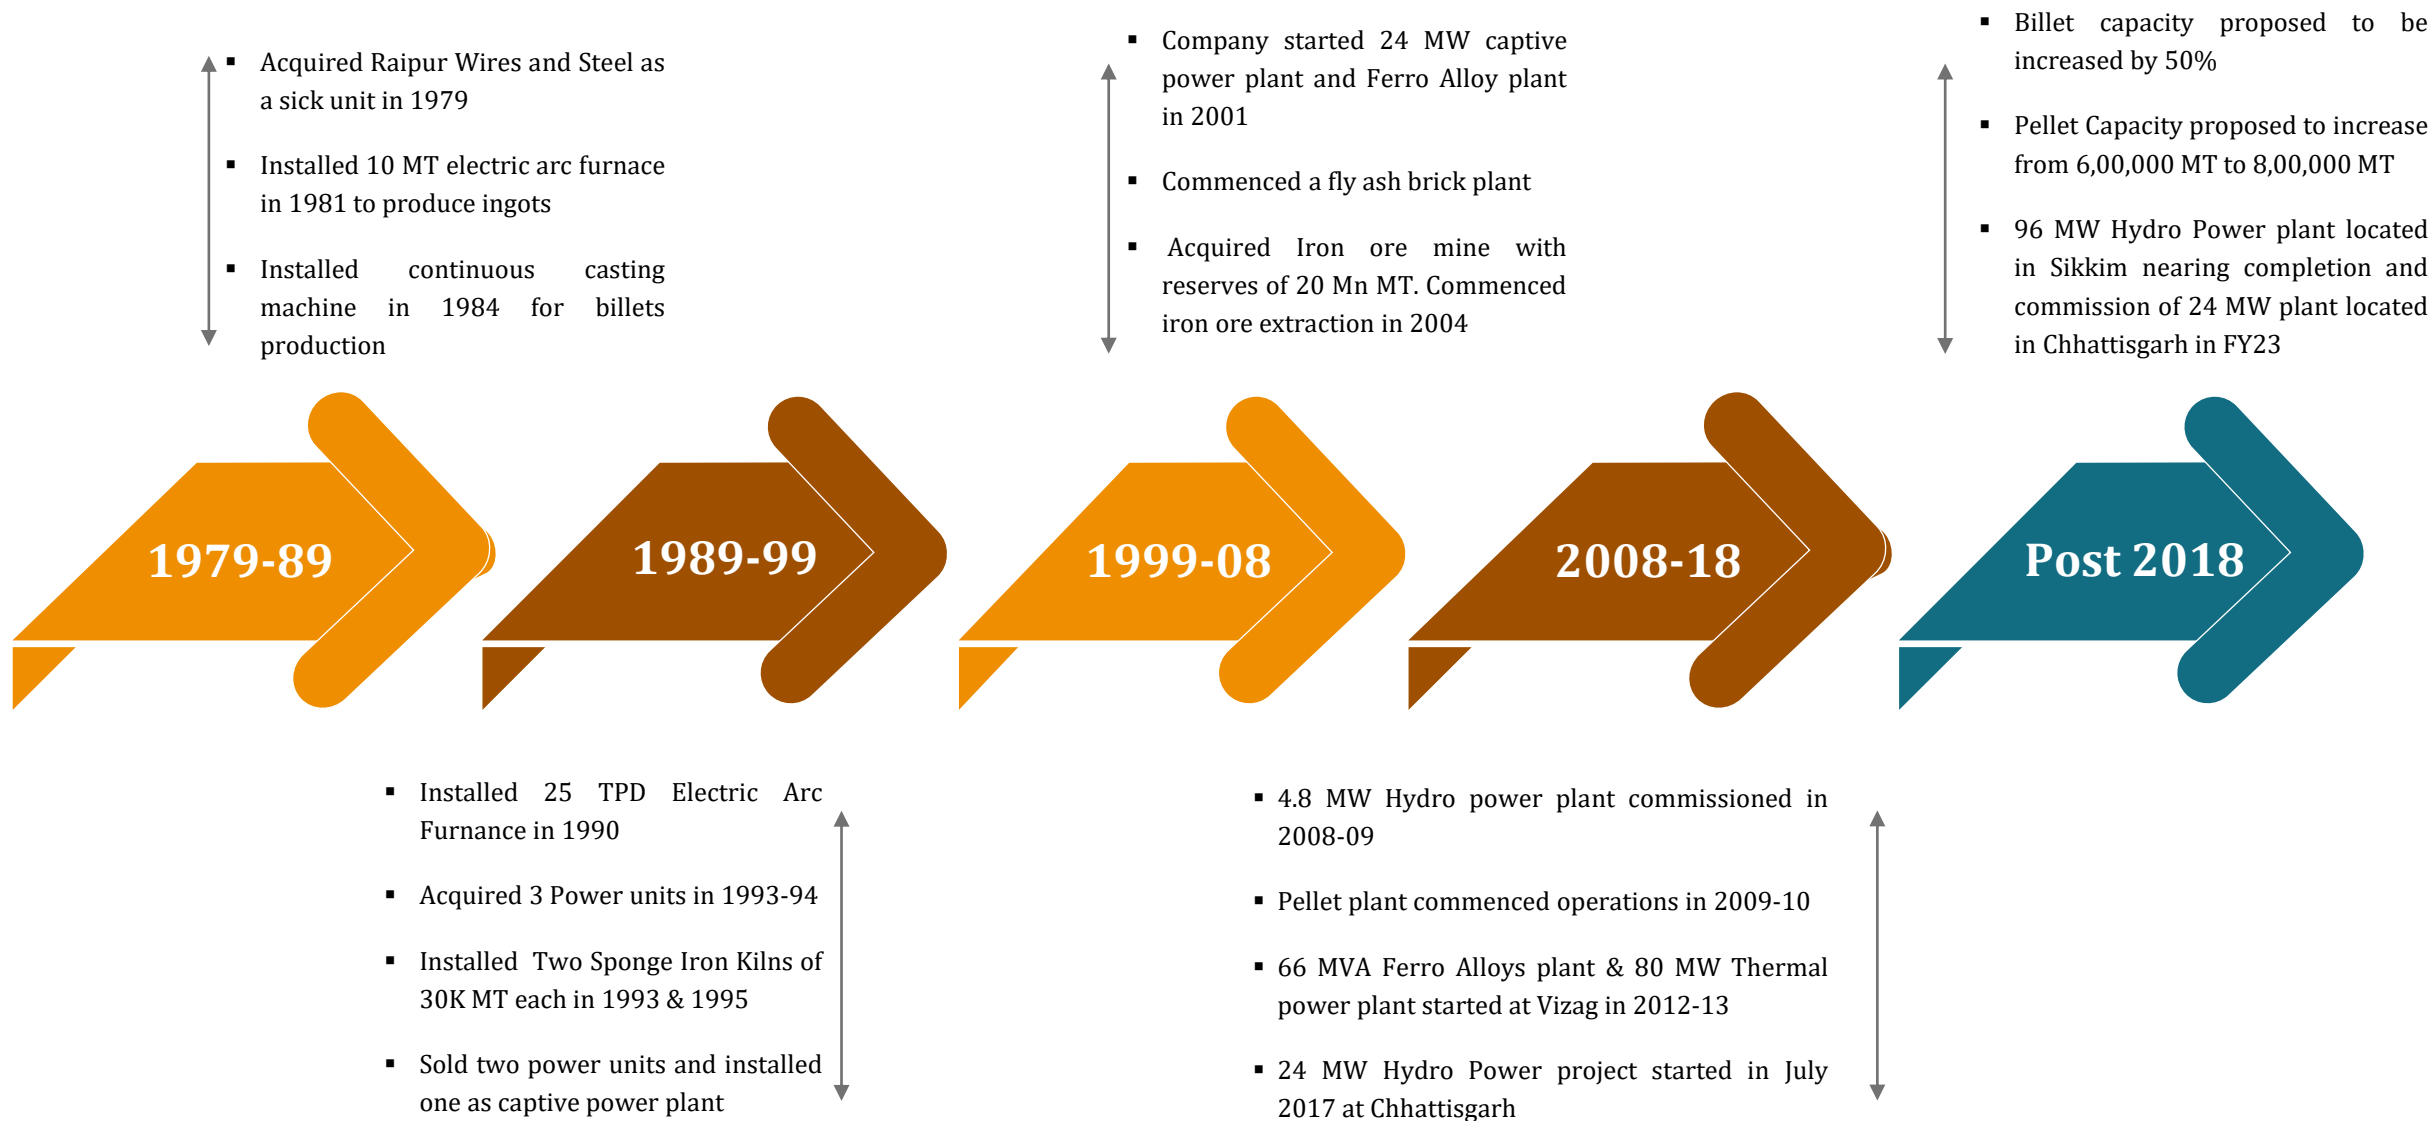 ▪ Acquired Raipur Wires and Steel as
a sick unit in 1979
▪ Installed 10 MT electric arc furnace
in 1981 to produce ingots
▪ Installed continuous casting
machine in 1984 for billets
production
▪ Company started 24 MW captive
power plant and Ferro Alloy plant
in 2001
▪ Commenced a fly ash brick plant
▪ Acquired Iron ore mine with
reserves of 20 Mn MT. Commenced
iron ore extraction in 2004
▪ Billet capacity proposed to be
increased by 50%
▪ Pellet Capacity proposed to increase
from 6,00,000 MT to 8,00,000 MT
▪ 96 MW Hydro Power plant located
in Sikkim nearing completion and
commission of 24 MW plant located
in Chhattisgarh in FY23
1979-89
1989-99
1999-08
2008-18
Post 2018
▪ Installed 25 TPD Electric Arc
Furnance in 1990
▪ Acquired 3 Power units in 1993-94
▪ Installed Two Sponge Iron Kilns of
30K MT each in 1993 & 1995
▪ Sold two power units and installed
one as captive power plant
▪ 4.8 MW Hydro power plant commissioned in
2008-09
▪ Pellet plant commenced operations in 2009-10
▪ 66 MVA Ferro Alloys plant & 80 MW Thermal
power plant started at Vizag in 2012-13
▪ 24 MW Hydro Power project started in July
2017 at Chhattisgarh